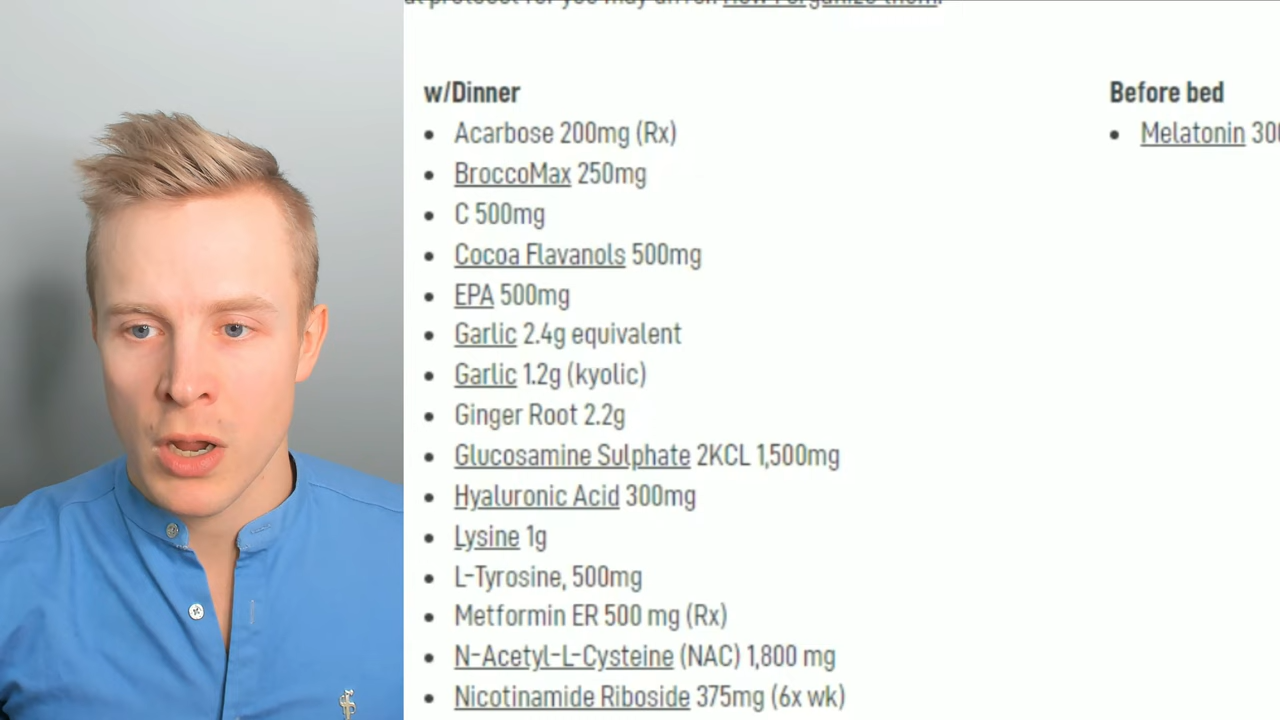 w/Dinner
Acarbose 200mg (Rx)
BroccoMax 250mg
C 500mg
Cocoa Flavanols 500mg
EPA 500mg
Garlic 2.4g equivalent
Garlic 1.2g (kyolic)
Ginger Root 2.2g
Glucosamine Sulphate 2KCL 1,500mg
Hyaluronic Acid 300mg
Lysine 1g
L-Tyrosine, 500mg
Metformin ER 500 mg (Rx)
N-Acetyl-L-Cysteine (NAC) 1,800 mg
Nicotinamide Riboside 375mg (6x wk)
Before bed
Melatonin